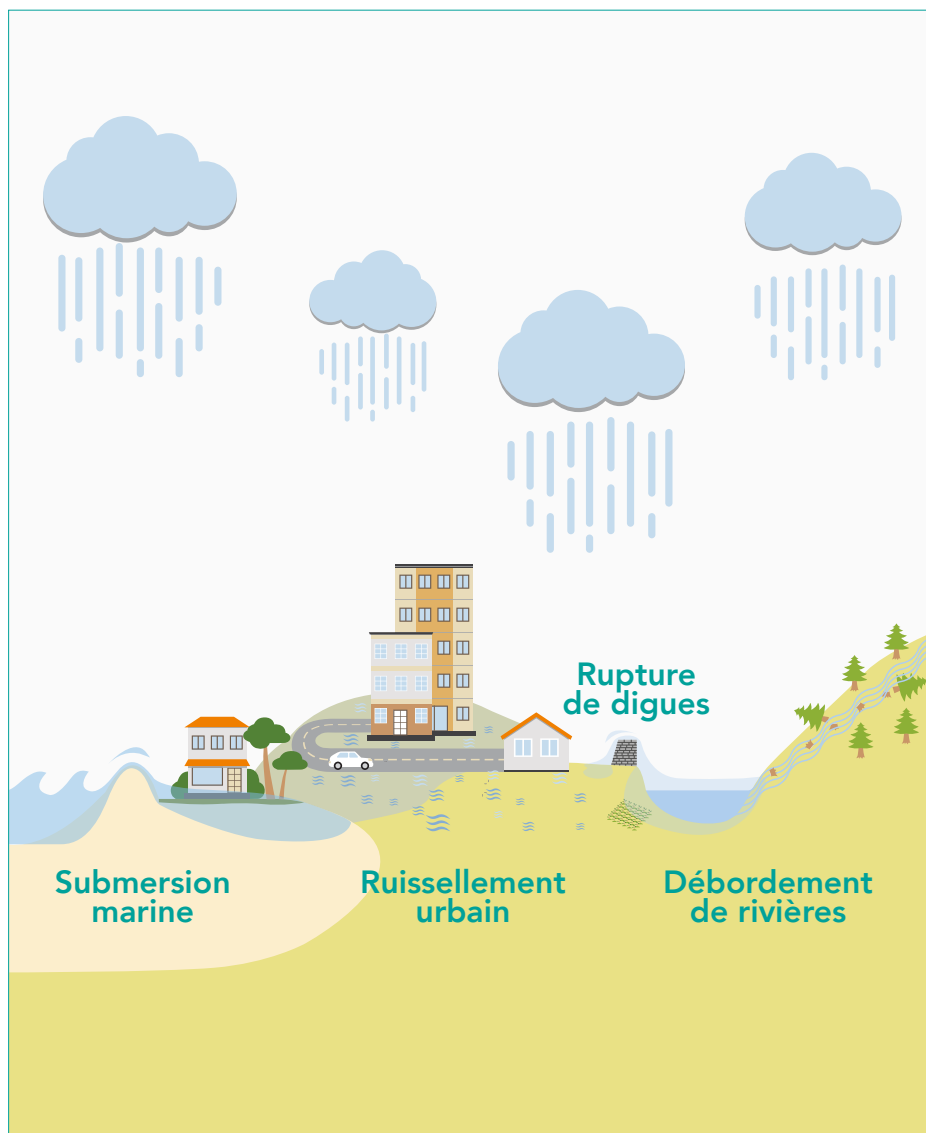 Rupture
de digues
Submersion
marine
Ruissellement
urbain
Débordement
de rivières